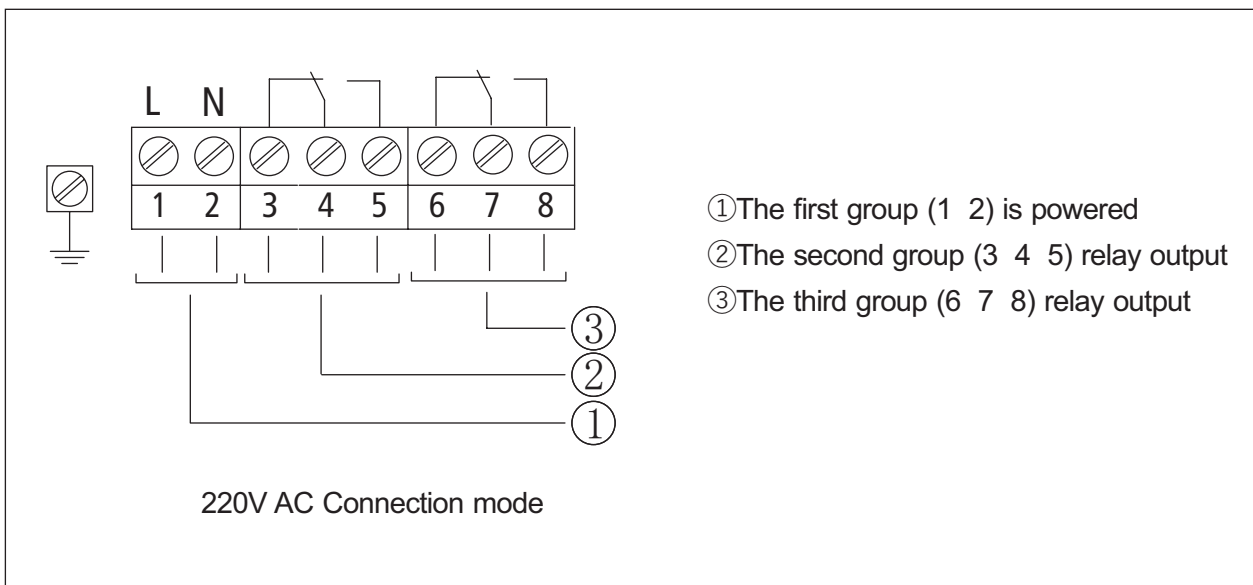 L N
1 2 3 4 5 6 7 8
③
②
①
220V AC Connection mode
①The first group (1 2) is powered
②The second group (3 4 5) relay output
③The third group (6 7 8) relay output